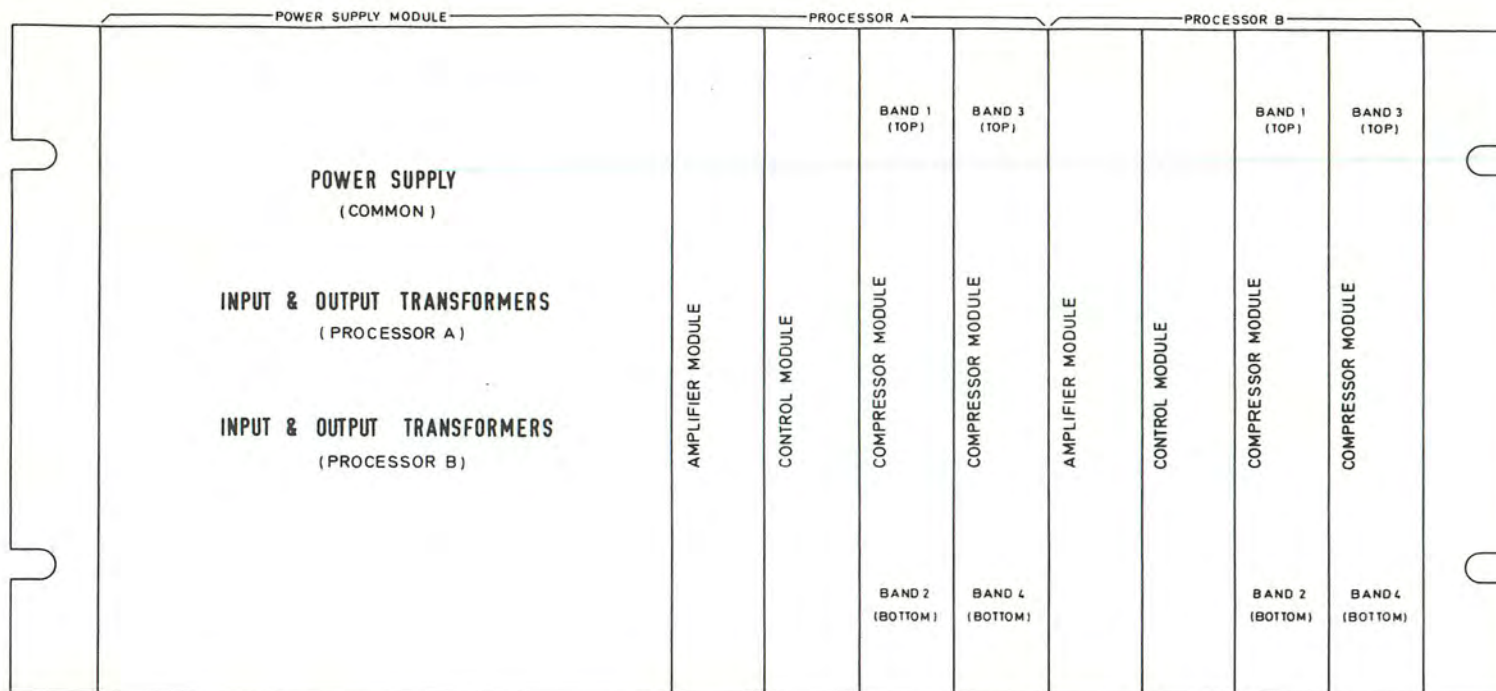 POWER SUPPLY MODULE
PROCESSOR A
PROCESSOR B
POWER SUPPLY
(COMMON)
INPUT & OUTPUT TRANSFORMERS
(PROCESSOR A)
INPUT & OUTPUT TRANSFORMERS
(PROCESSOR B)
AMPLIFIER MODULE
CONTROL MODULE
BAND 1
(TOP)
COMPRESSOR MODULE
BAND 2
(BOTTOM)
BAND 3
(TOP)
COMPRESSOR MODULE
BAND 4
(BOTTOM)
AMPLIFIER MODULE
CONTROL MODULE
BAND 1
(TOP)
COMPRESSOR MODULE
BAND 2
(BOTTOM)
BAND 3
(TOP)
COMPRESSOR MODULE
BAND 4
(BOTTOM)